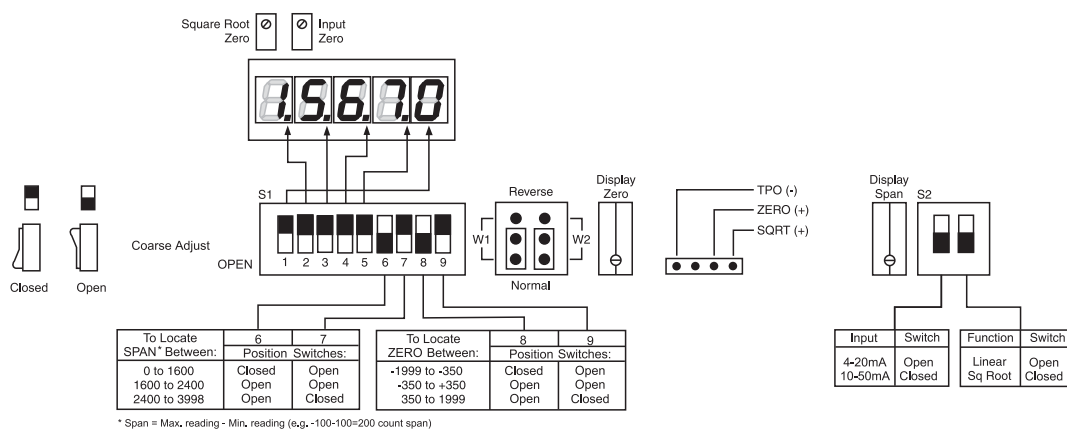 Square Root Zero
Input Zero
1.5.6.7.0
S1
Coarse Adjust
OPEN
1 2 3 4 5 6 7 8 9
Closed
Open
Reverse
W1
W2
Normal
Display Zero
TPO (-)
ZERO (+)
SQRT (+)
Display Span
S2
To Locate SPAN* Between: 6 7
Position Switches:
0 to 1600 Closed Open
1600 to 2400 Open Open
2400 to 3998 Open Closed
To Locate ZERO Between: 8 9
Position Switches:
-1999 to -350 Closed Open
-350 to +350 Open Open
350 to 1999 Open Closed
Input Switch
4-20mA Open
10-50mA Closed
Function Switch
Linear Open
Sq Root Closed
* Span = Max. reading - Min. reading (e.g. -100-100=200 count span)